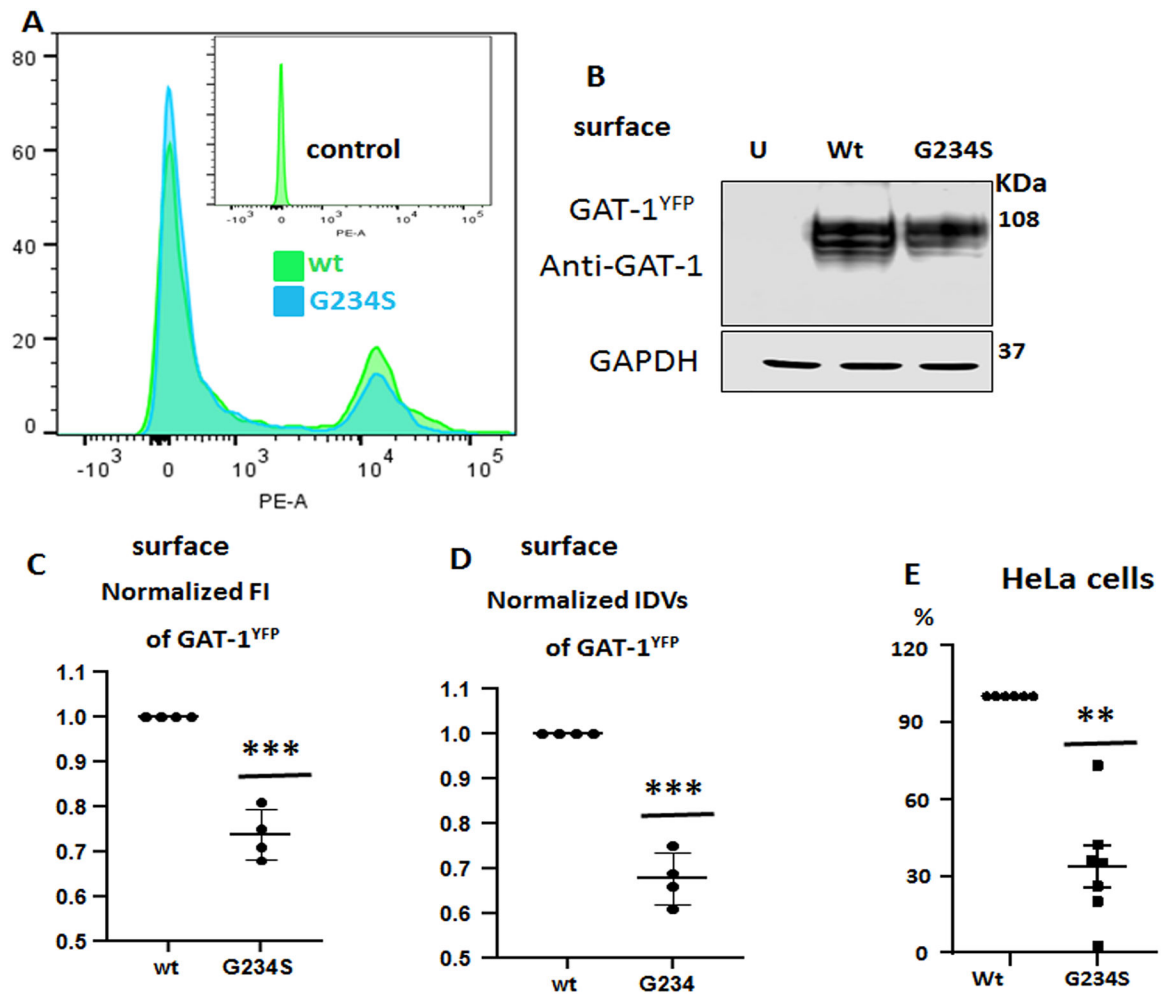 A
80
60
40
20
0
-10³ 0 10³ 10⁴ 10⁵
PE-A
control
-10³ 0 10³ 10⁴ 10⁵
PE-A
wt
G234S
B
surface
U Wt G234S
KDa
GAT-1YFP
108
Anti-GAT-1
GAPDH
37
C
surface
Normalized FI
of GAT-1YFP
1.1
1.0
0.9
0.8
0.7
0.6
0.5
***
wt G234S
D
surface
Normalized IDVs
of GAT-1YFP
1.1
1.0
0.9
0.8
0.7
0.6
0.5
***
wt G234
E
HeLa cells
%
120
90
60
30
0
**
Wt G234S